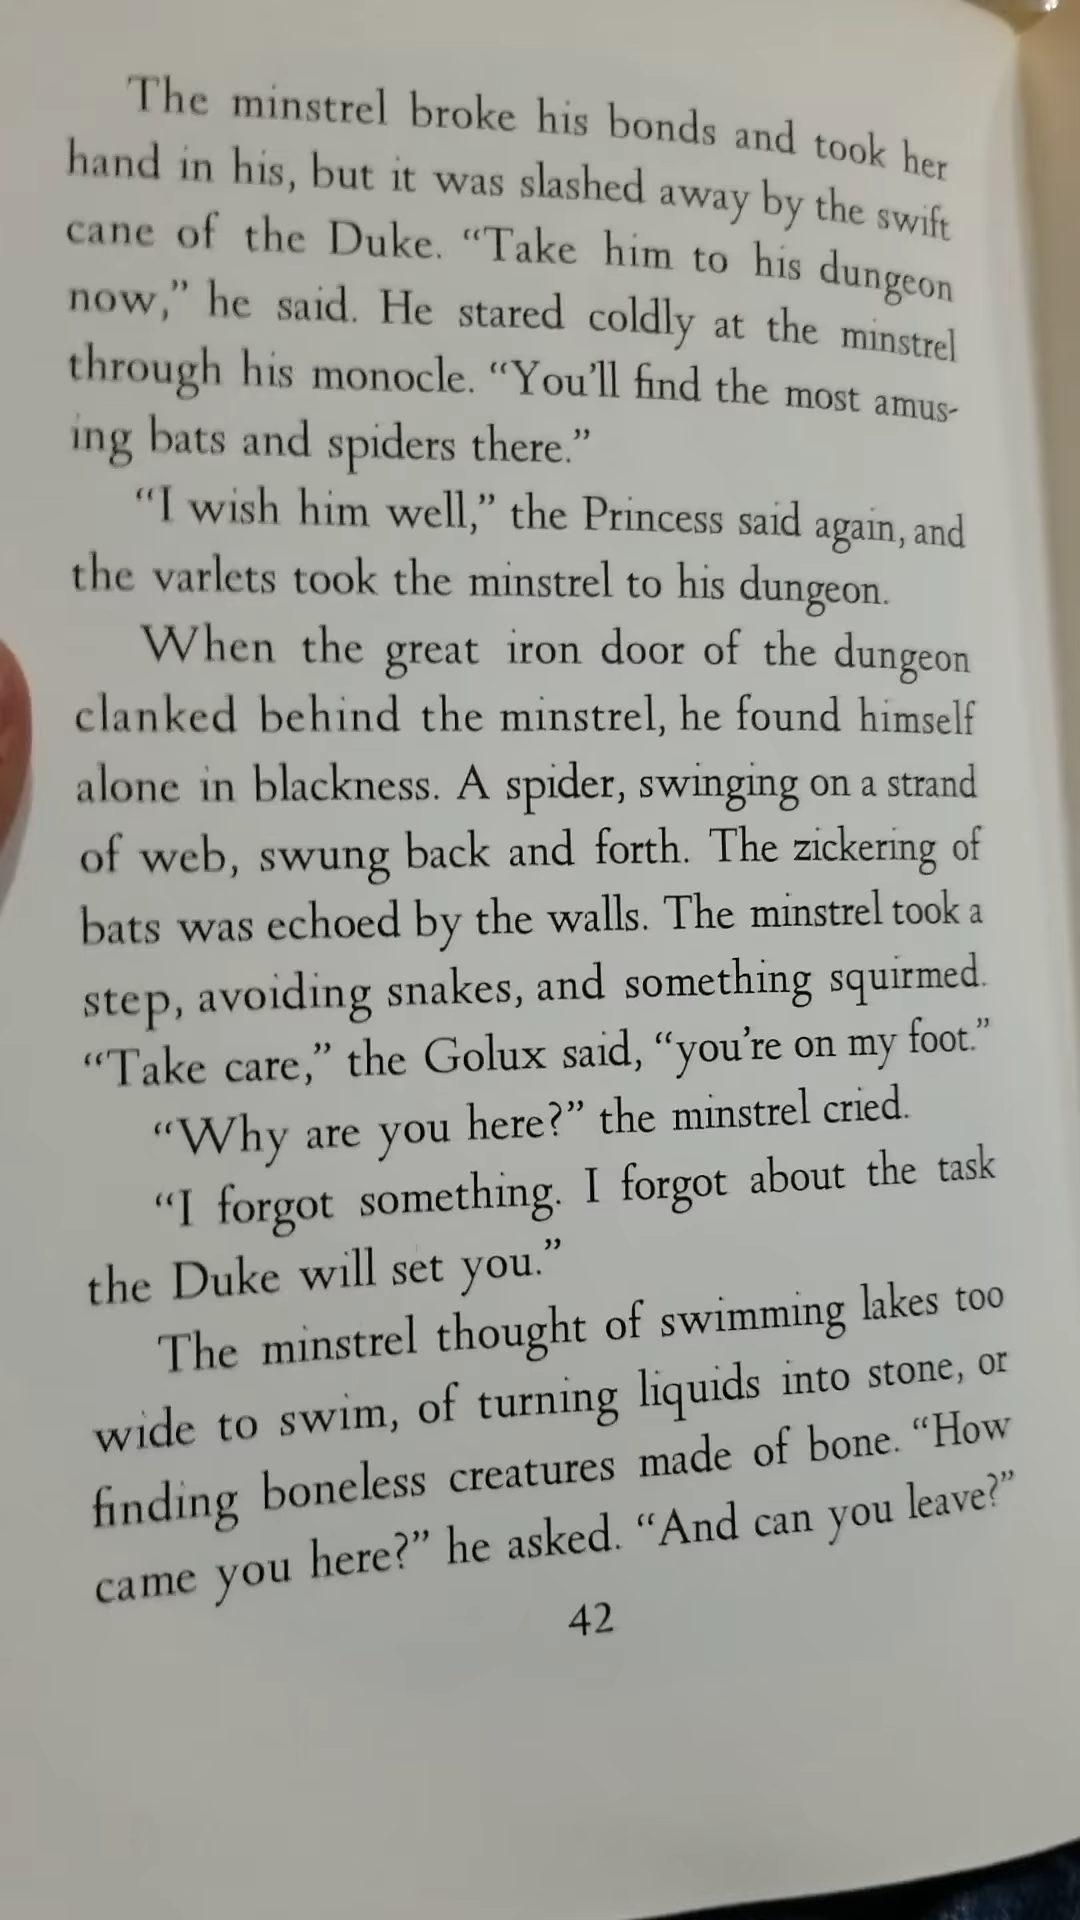 The minstrel broke his bonds and took her
hand in his, but it was slashed away by the swift
cane of the Duke. “Take him to his dungeon
now,” he said. He stared coldly at the minstrel
through his monocle. “You’ll find the most amus-
ing bats and spiders there.”
“I wish him well,” the Princess said again, and
the varlets took the minstrel to his dungeon.
When the great iron door of the dungeon
clanked behind the minstrel, he found himself
alone in blackness. A spider, swinging on a strand
of web, swung back and forth. The zickering of
bats was echoed by the walls. The minstrel took a
step, avoiding snakes, and something squirmed.
“Take care,” the Golux said, “you’re on my foot.”
“Why are you here?” the minstrel cried.
“I forgot something. I forgot about the task
the Duke will set you.”
The minstrel thought of swimming lakes too
wide to swim, of turning liquids into stone, or
finding boneless creatures made of bone. “How
came you here?” he asked. “And can you leave?”
42